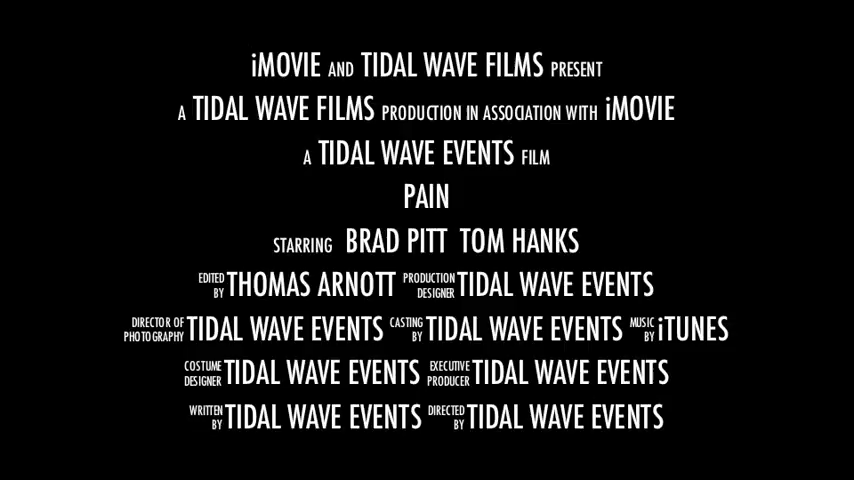 iMOVIE AND TIDAL WAVE FILMS PRESENT
A TIDAL WAVE FILMS PRODUCTION IN ASSOCIATION WITH iMOVIE
A TIDAL WAVE EVENTS FILM
PAIN
STARRING BRAD PITT TOM HANKS
EDITED BY THOMAS ARNOTT PRODUCTION DESIGNER TIDAL WAVE EVENTS
DIRECTOR OF PHOTOGRAPHY TIDAL WAVE EVENTS CASTING BY TIDAL WAVE EVENTS MUSIC BY iTUNES
COSTUME DESIGNER TIDAL WAVE EVENTS EXECUTIVE PRODUCER TIDAL WAVE EVENTS
WRITTEN BY TIDAL WAVE EVENTS DIRECTED BY TIDAL WAVE EVENTS